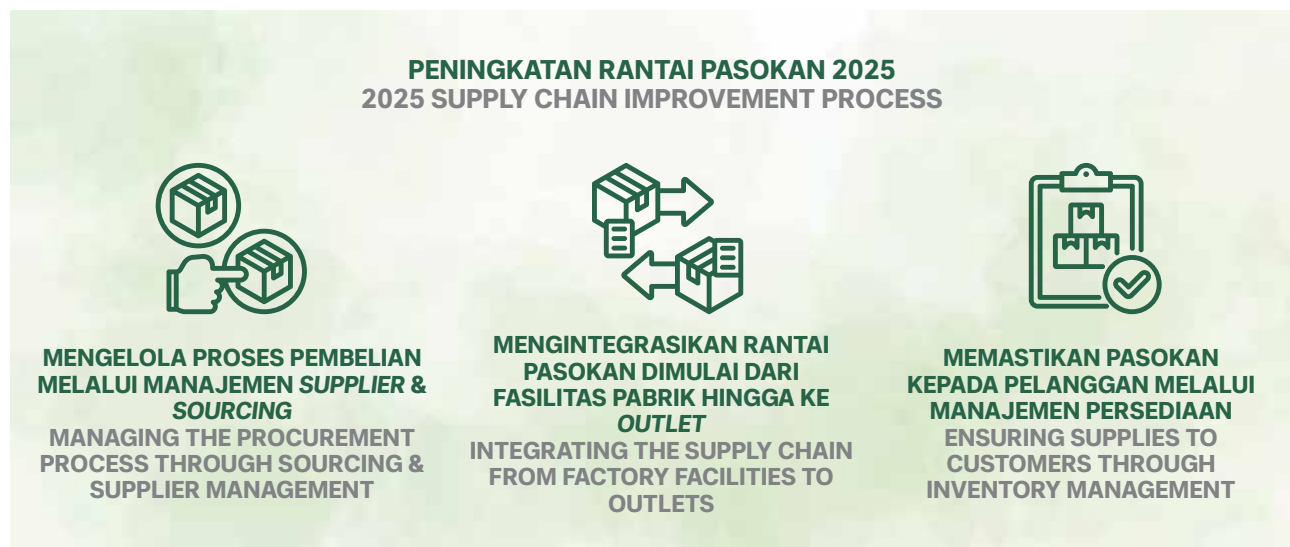 PENINGKATAN RANTAI PASOKAN 2025
2025 SUPPLY CHAIN IMPROVEMENT PROCESS
MENGELOLA PROSES PEMBELIAN
MELALUI MANAJEMEN SUPPLIER &
SOURCING
MANAGING THE PROCUREMENT
PROCESS THROUGH SOURCING &
SUPPLIER MANAGEMENT
MENGINTEGRASIKAN RANTAI
PASOKAN DIMULAI DARI
FASILITAS PABRIK HINGGA KE
OUTLET
INTEGRATING THE SUPPLY CHAIN
FROM FACTORY FACILITIES TO
OUTLETS
MEMASTIKAN PASOKAN
KEPADA PELANGGAN MELALUI
MANAJEMEN PERSEDIAAN
ENSURING SUPPLIES TO
CUSTOMERS THROUGH
INVENTORY MANAGEMENT